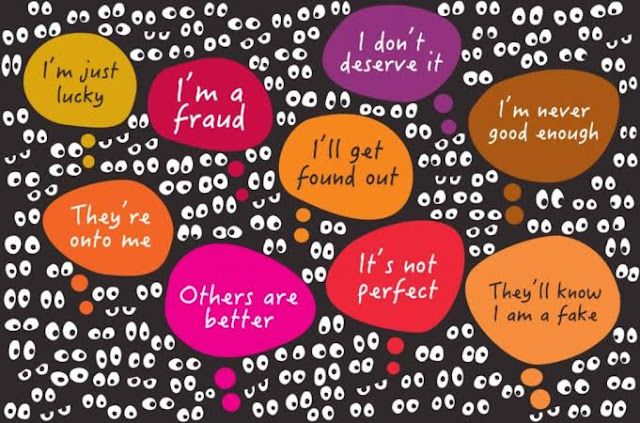 I'm just
lucky
I'm a
fraud
I don't
deserve it
I'm never
good enough
I'll get
found out
They're
onto me
Others are
better
It's not
perfect
They'll know
I am a fake